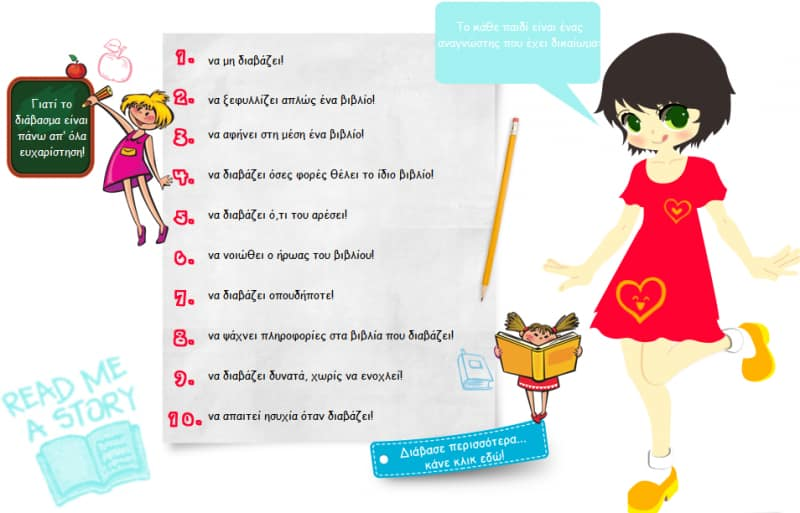 Το κάθε παιδί είναι ένας
αναγνώστης που έχει δικαίωμα
Γιατί το
διάβασμα είναι
πάνω απ' όλα
ευχαρίστηση!
1. να μη διαβάζει!
2. να ξεφυλλίζει απλώς ένα βιβλίο!
3. να αφήνει στη μέση ένα βιβλίο!
4. να διαβάζει όσες φορές θέλει το ίδιο βιβλίο!
5. να διαβάζει ό,τι του αρέσει!
6. να νοιώθει ο ήρωας του βιβλίου!
7. να διαβάζει οπουδήποτε!
8. να ψάχνει πληροφορίες στα βιβλία που διαβάζει!
9. να διαβάζει δυνατά, χωρίς να ενοχλεί!
10. να απαιτεί ησυχία όταν διαβάζει!
READ ME
A STORY
Διάβασε περισσότερα...
κάνε κλικ εδώ!